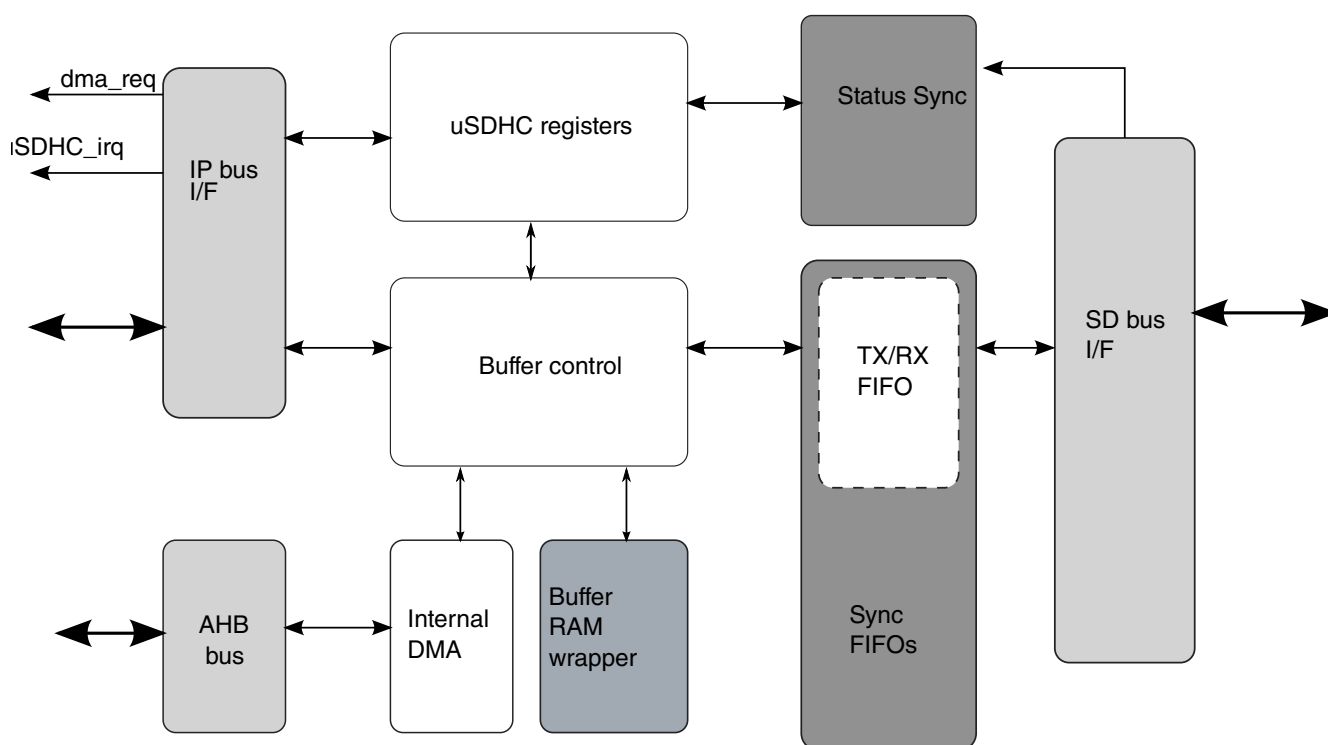 dma_req
uSDHC registers
Status Sync
SDHC_irq
IP bus
I/F
Buffer control
TX/RX
FIFO
SD bus
I/F
AHB
bus
Internal
DMA
Buffer
RAM
wrapper
Sync
FIFOs